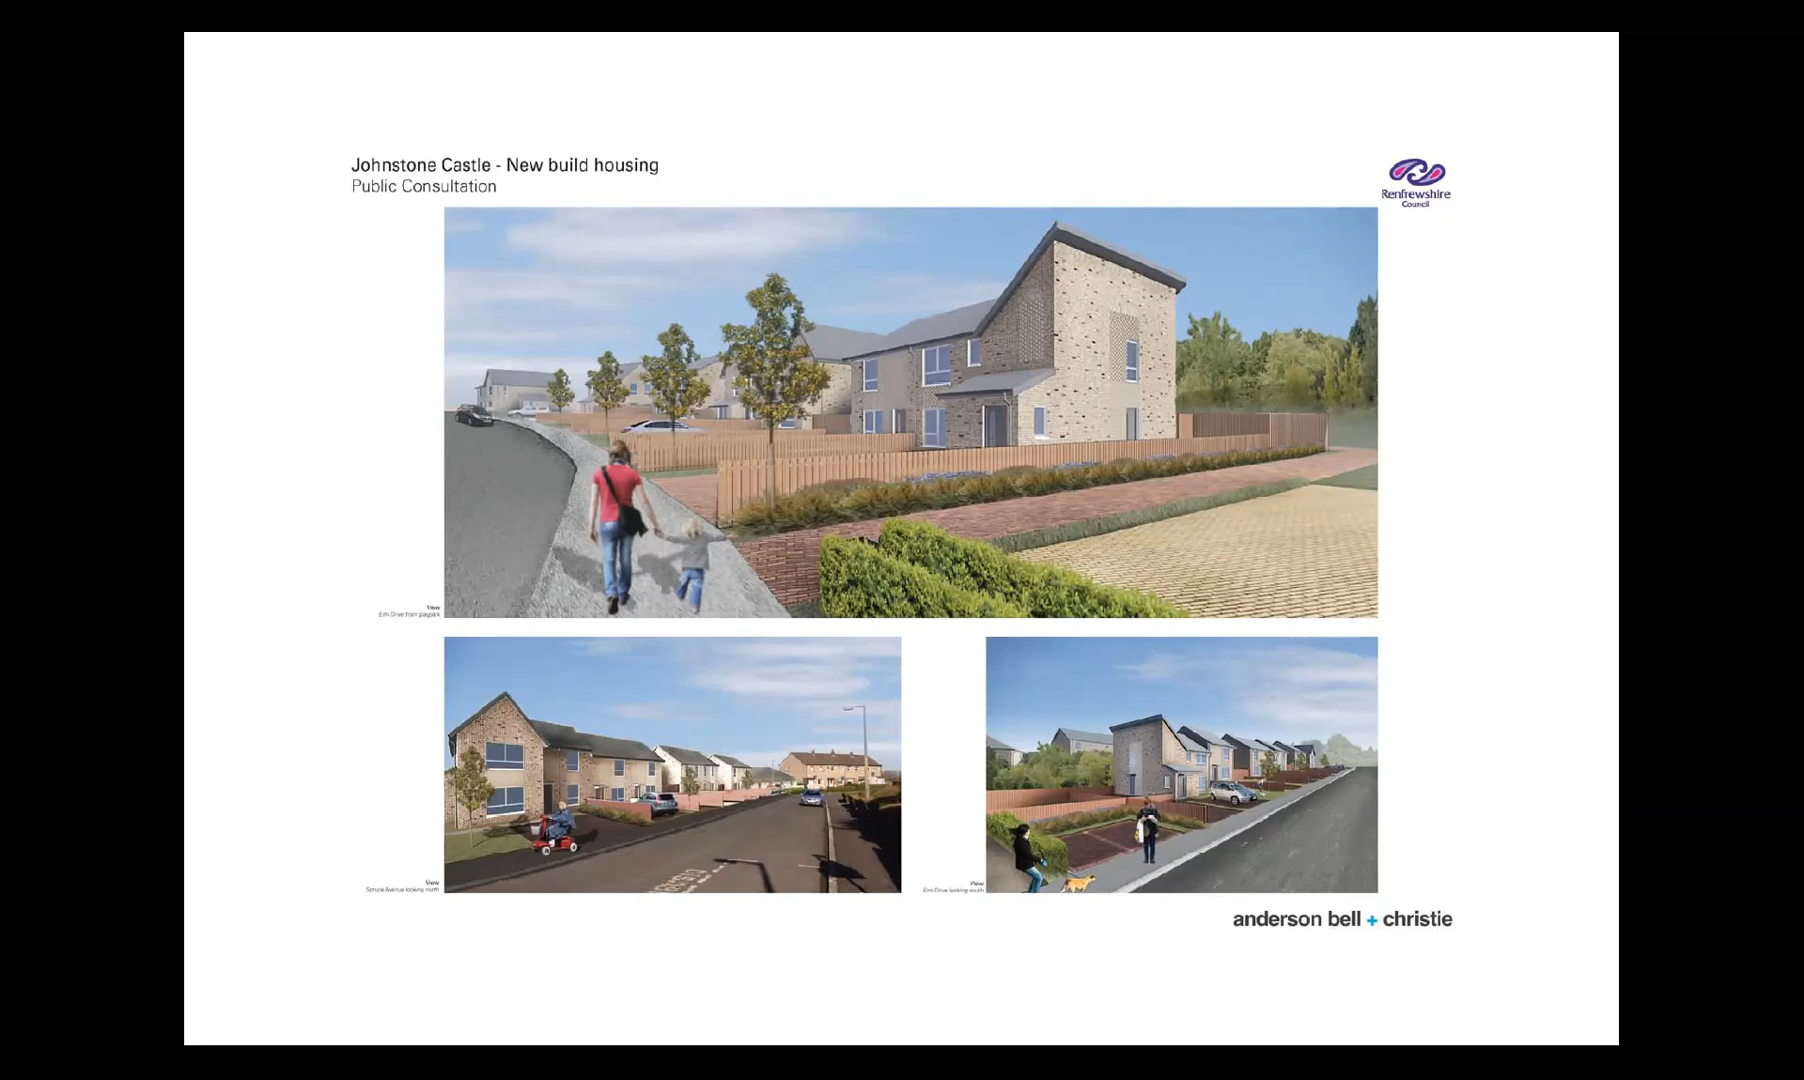 Johnstone Castle - New build housing
Public Consultation
Renfrewshire
Council
View
Elm Drive from playpark
View
Spruce Avenue looking north
View
Elm Drive looking south
anderson bell + christie